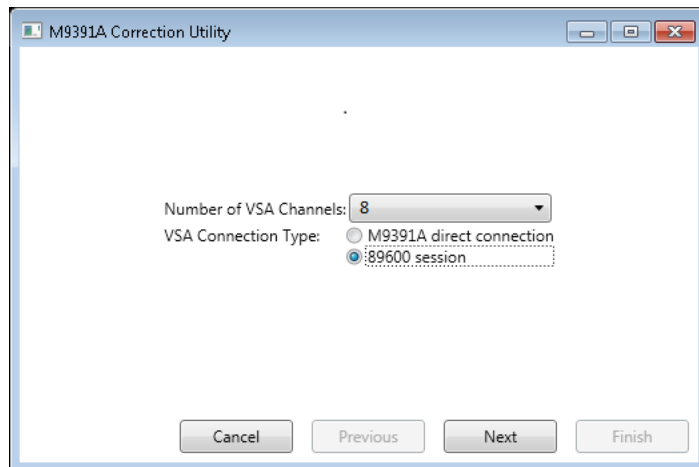 M9391A Correction Utility
Number of VSA Channels: 8
VSA Connection Type: M9391A direct connection
89600 session
Cancel Previous Next Finish